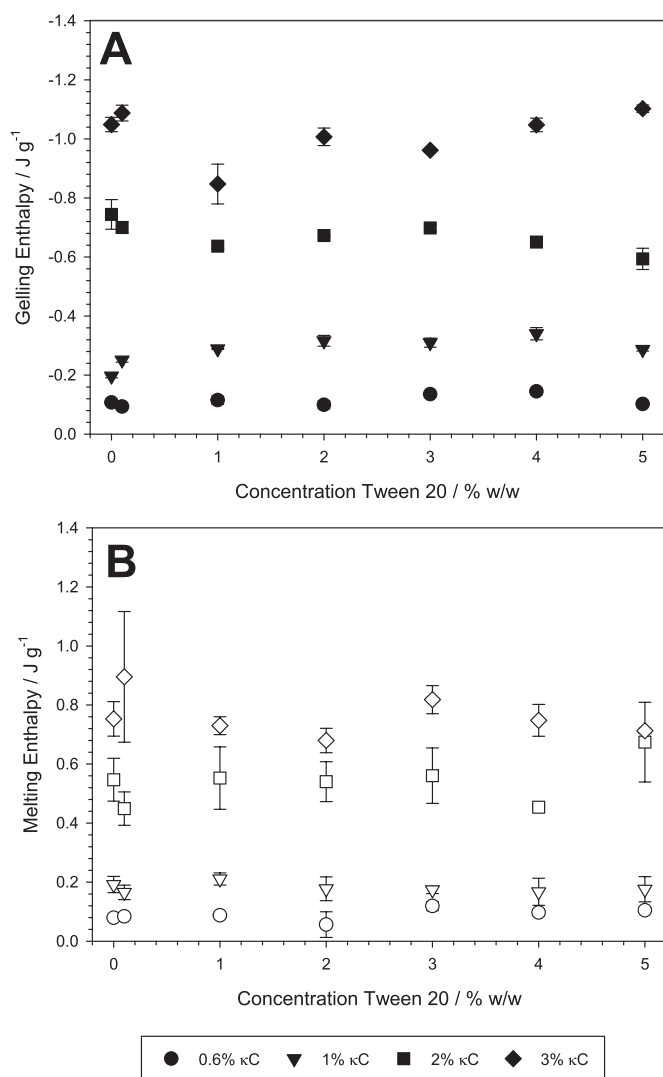 A
-1.4
-1.2
-1.0
-0.8
-0.6
-0.4
-0.2
0.0
Gelling Enthalpy / J g⁻¹
0 1 2 3 4 5
Concentration Tween 20 / % w/w
B
1.4
1.2
1.0
0.8
0.6
0.4
0.2
0.0
Melting Enthalpy / J g⁻¹
0 1 2 3 4 5
Concentration Tween 20 / % w/w
0.6% κC 1% κC 2% κC 3% κC